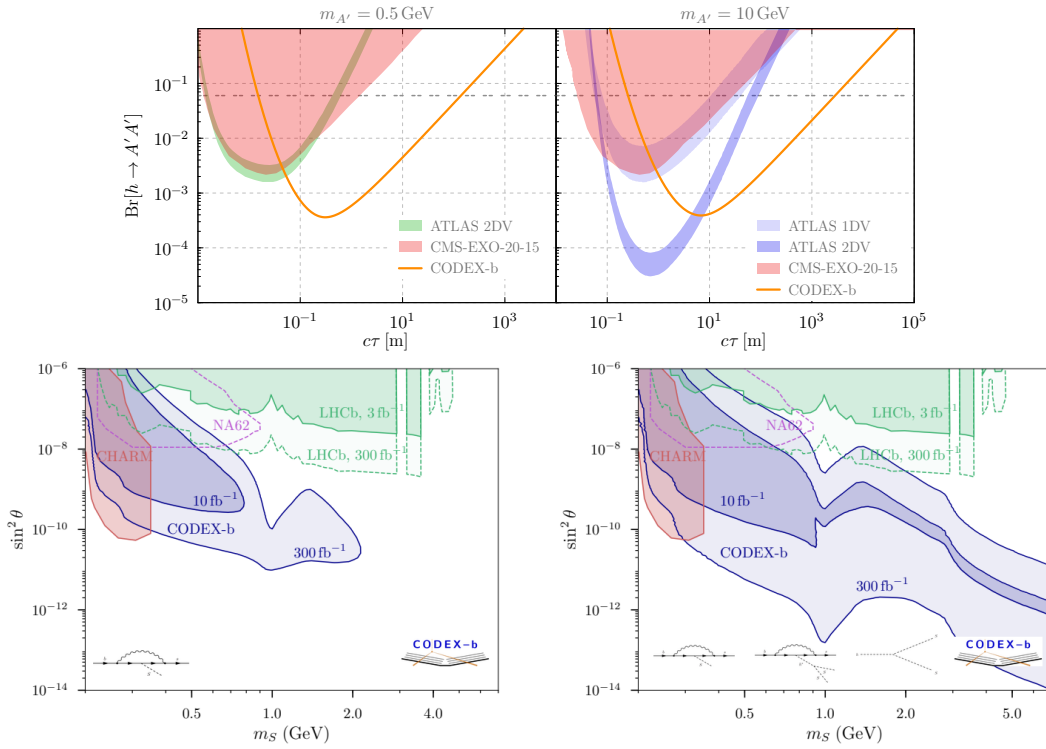 m_{A'} = 0.5 GeV
m_{A'} = 10 GeV
Br[h → A′A′]
10^{-1}
10^{-2}
10^{-3}
10^{-4}
10^{-5}
ATLAS 2DV
CMS-EXO-20-15
CODEX-b
ATLAS 1DV
ATLAS 2DV
CMS-EXO-20-15
CODEX-b
10^{-1} 10^{1} 10^{3}
10^{-1} 10^{1} 10^{3} 10^{5}
cτ [m]
cτ [m]
sin^2 θ
10^{-6}
10^{-8}
10^{-10}
10^{-12}
10^{-14}
LHCb, 3 fb^{-1}
NA62
LHCb, 300 fb^{-1}
CHARM
10 fb^{-1}
CODEX-b
300 fb^{-1}
CODEX-b
0.5 1.0 2.0 4.0
m_S (GeV)
sin^2 θ
10^{-6}
10^{-8}
10^{-10}
10^{-12}
10^{-14}
LHCb, 3 fb^{-1}
NA62
LHCb, 300 fb^{-1}
CHARM
10 fb^{-1}
CODEX-b
300 fb^{-1}
CODEX-b
0.5 1.0 2.0 5.0
m_S (GeV)